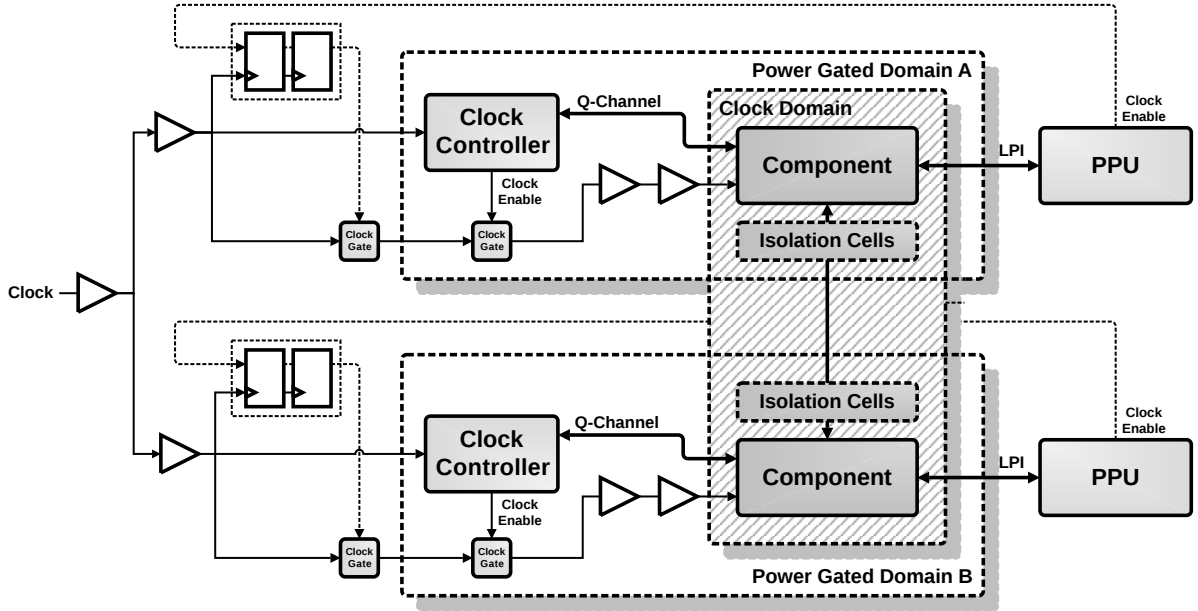 Power Gated Domain A
Clock
Controller
Q-Channel
Clock Domain
Component
LPI
Clock
Enable
PPU
Clock
Enable
Clock
Gate
Clock
Gate
Isolation Cells
Clock
Isolation Cells
Clock
Controller
Q-Channel
Component
LPI
Clock
Enable
PPU
Clock
Enable
Clock
Gate
Clock
Gate
Power Gated Domain B